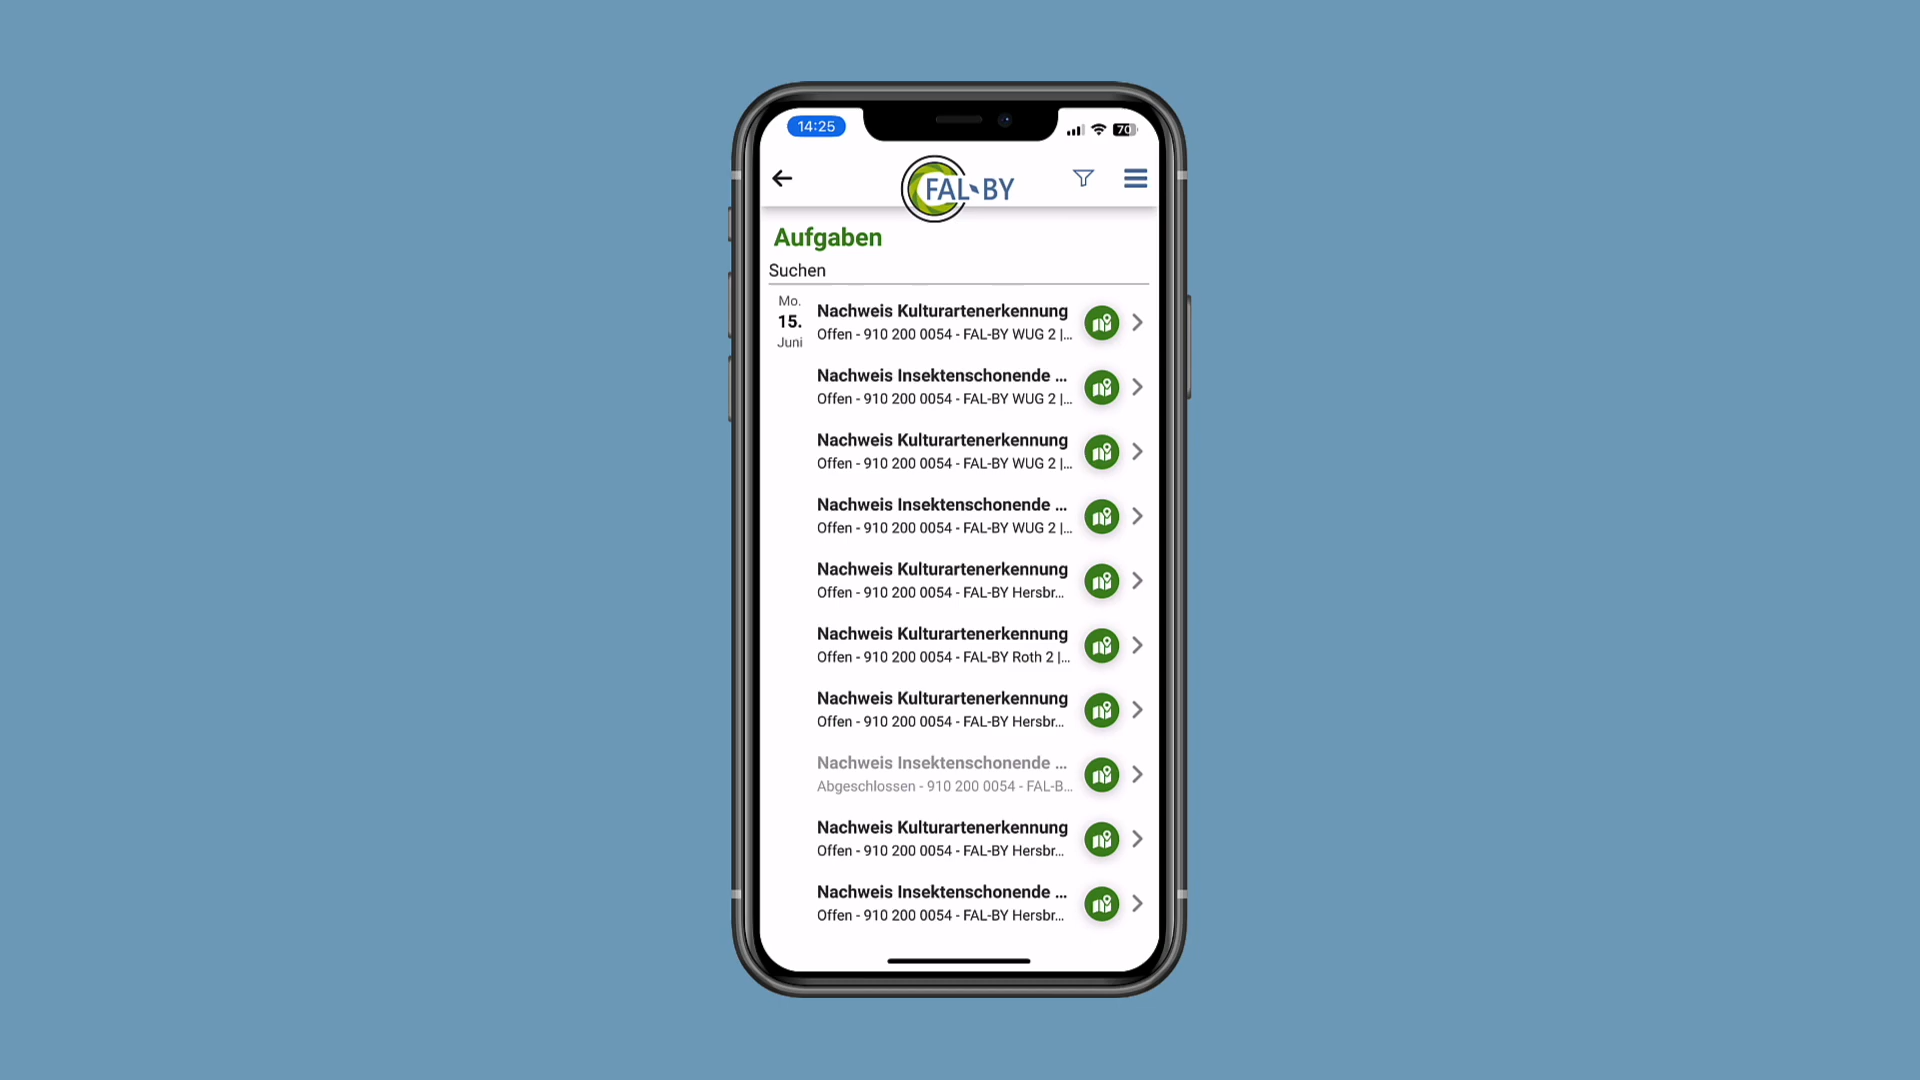 14:25
70
FAL-BY
Aufgaben
Suchen
Mo.
15.
Juni
Nachweis Kulturartenerkennung
Offen - 910 200 0054 - FAL-BY WUG 2 |...
Nachweis Insektenschonende ...
Offen - 910 200 0054 - FAL-BY WUG 2 |...
Nachweis Kulturartenerkennung
Offen - 910 200 0054 - FAL-BY WUG 2 |...
Nachweis Insektenschonende ...
Offen - 910 200 0054 - FAL-BY WUG 2 |...
Nachweis Kulturartenerkennung
Offen - 910 200 0054 - FAL-BY Hersbr...
Nachweis Kulturartenerkennung
Offen - 910 200 0054 - FAL-BY Roth 2 |...
Nachweis Kulturartenerkennung
Offen - 910 200 0054 - FAL-BY Hersbr...
Nachweis Insektenschonende ...
Abgeschlossen - 910 200 0054 - FAL-B...
Nachweis Kulturartenerkennung
Offen - 910 200 0054 - FAL-BY Hersbr...
Nachweis Insektenschonende ...
Offen - 910 200 0054 - FAL-BY Hersbr...